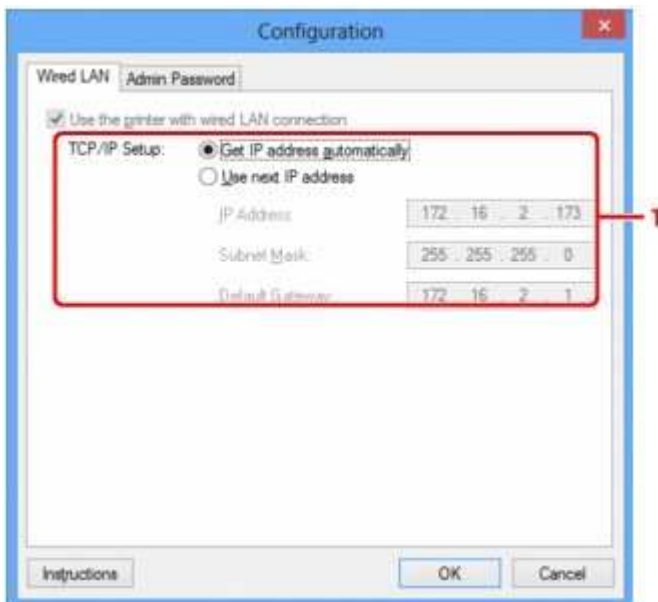 Configuration
Wired LAN Admin Password
Use the printer with wired LAN connection
TCP/IP Setup: Get IP address automatically
Use next IP address
IP Address: 172 . 16 . 2 . 173
1
Subnet Mask: 255 . 255 . 255 . 0
Default Gateway: 172 . 16 . 2 . 1
Instructions OK Cancel